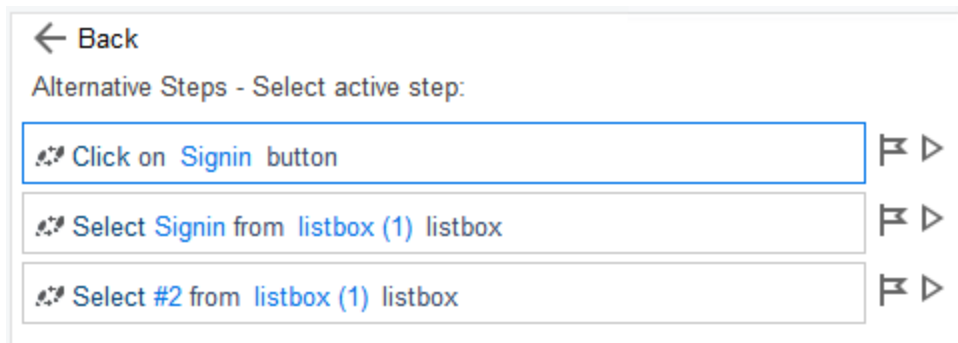 Back
Alternative Steps - Select active step:
Click on Signin button
Select Signin from listbox (1) listbox
Select #2 from listbox (1) listbox